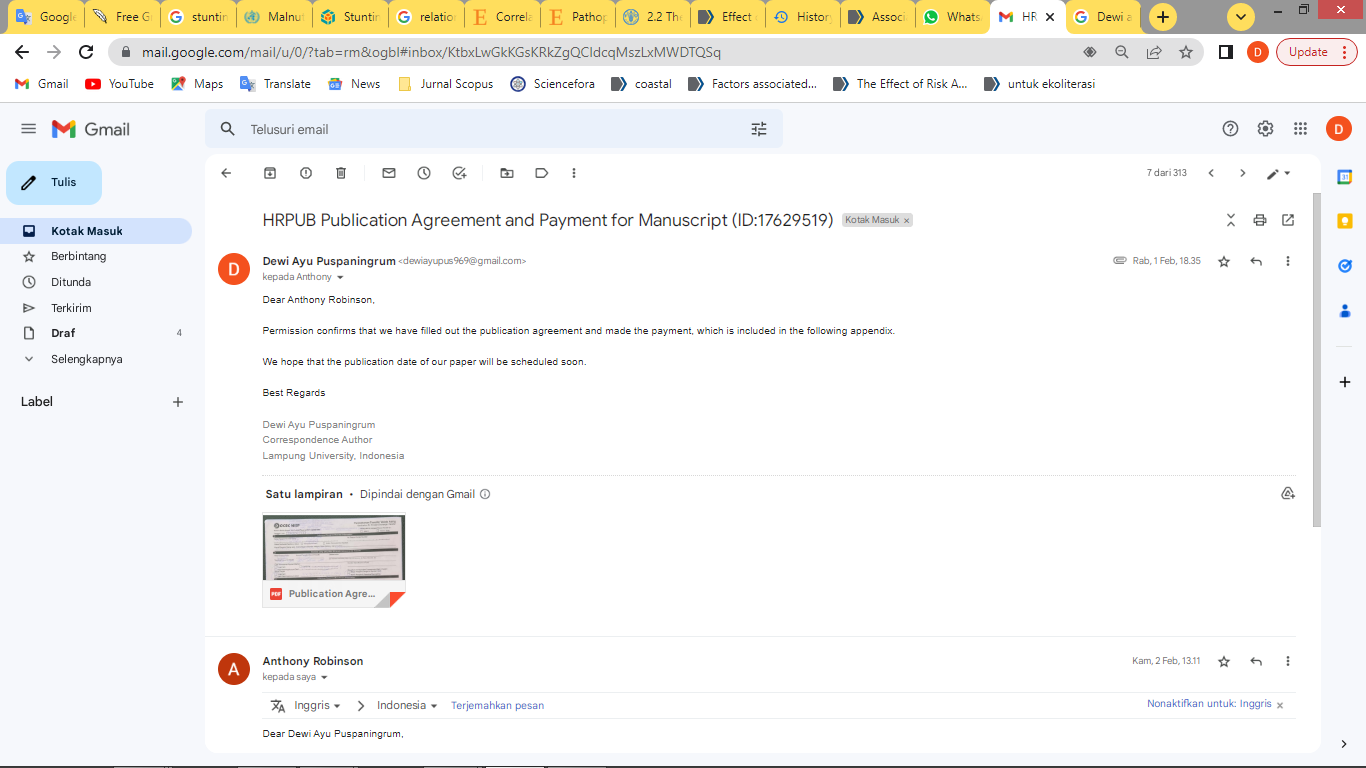 Google
Free G
stuntin
Malnut
Stuntin
relation
Correla
Pathop
2.2 The
Effect
History
Associa
Whats
HR
Dewi a
mail.google.com/mail/u/0/?tab=rm&ogbl#inbox/KtbxLwGkKGsKRkZgQCldcqMszLxMWDTQSq
D
Update
Gmail
YouTube
Maps
Translate
News
Jurnal Scopus
Sciencefora
coastal
Factors associated...
The Effect of Risk A...
untuk ekoliterasi
Gmail
Telusuri email
D
Tulis
7 dari 313
Kotak Masuk
Berbintang
Ditunda
Terkirim
Draf 4
Selengkapnya
Label
HRPUB Publication Agreement and Payment for Manuscript (ID:17629519) Kotak Masuk ×
D
Dewi Ayu Puspaningrum <dewiayupus969@gmail.com> Rab, 1 Feb, 18.35
kepada Anthony
Dear Anthony Robinson,
Permission confirms that we have filled out the publication agreement and made the payment, which is included in the following appendix.
We hope that the publication date of our paper will be scheduled soon.
Best Regards
Dewi Ayu Puspaningrum
Correspondence Author
Lampung University, Indonesia
Satu lampiran • Dipindai dengan Gmail
PDF Publication Agre...
A
Anthony Robinson Kam, 2 Feb, 13.11
kepada saya
Inggris Indonesia Terjemahkan pesan Nonaktifkan untuk: Inggris ×
Dear Dewi Ayu Puspaningrum,